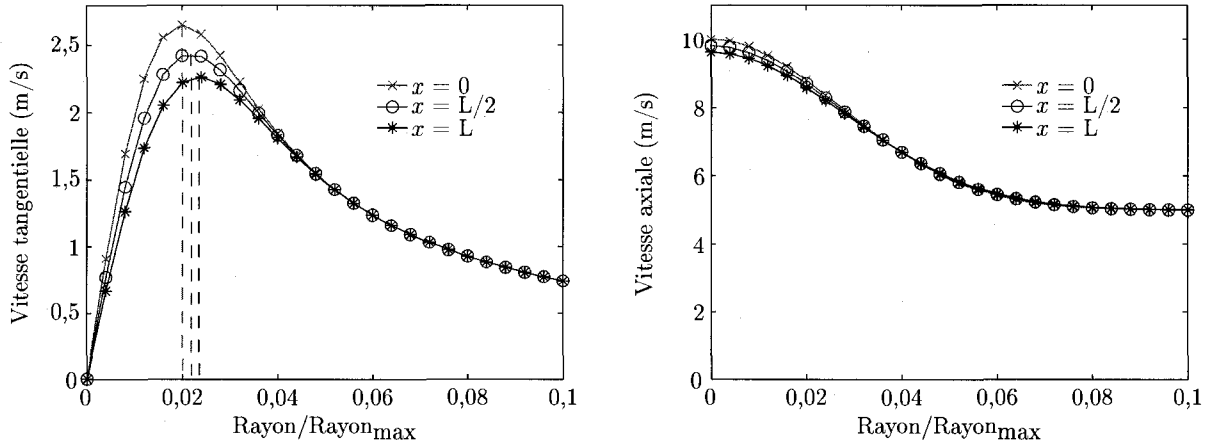 Vitesse tangentielle (m/s)
2,5
2
1,5
1
0,5
0
x = 0
x = L/2
x = L
0
0,02
0,04
0,06
0,08
0,1
Rayon/Rayonmax
Vitesse axiale (m/s)
10
8
6
4
2
0
x = 0
x = L/2
x = L
0
0,02
0,04
0,06
0,08
0,1
Rayon/Rayonmax